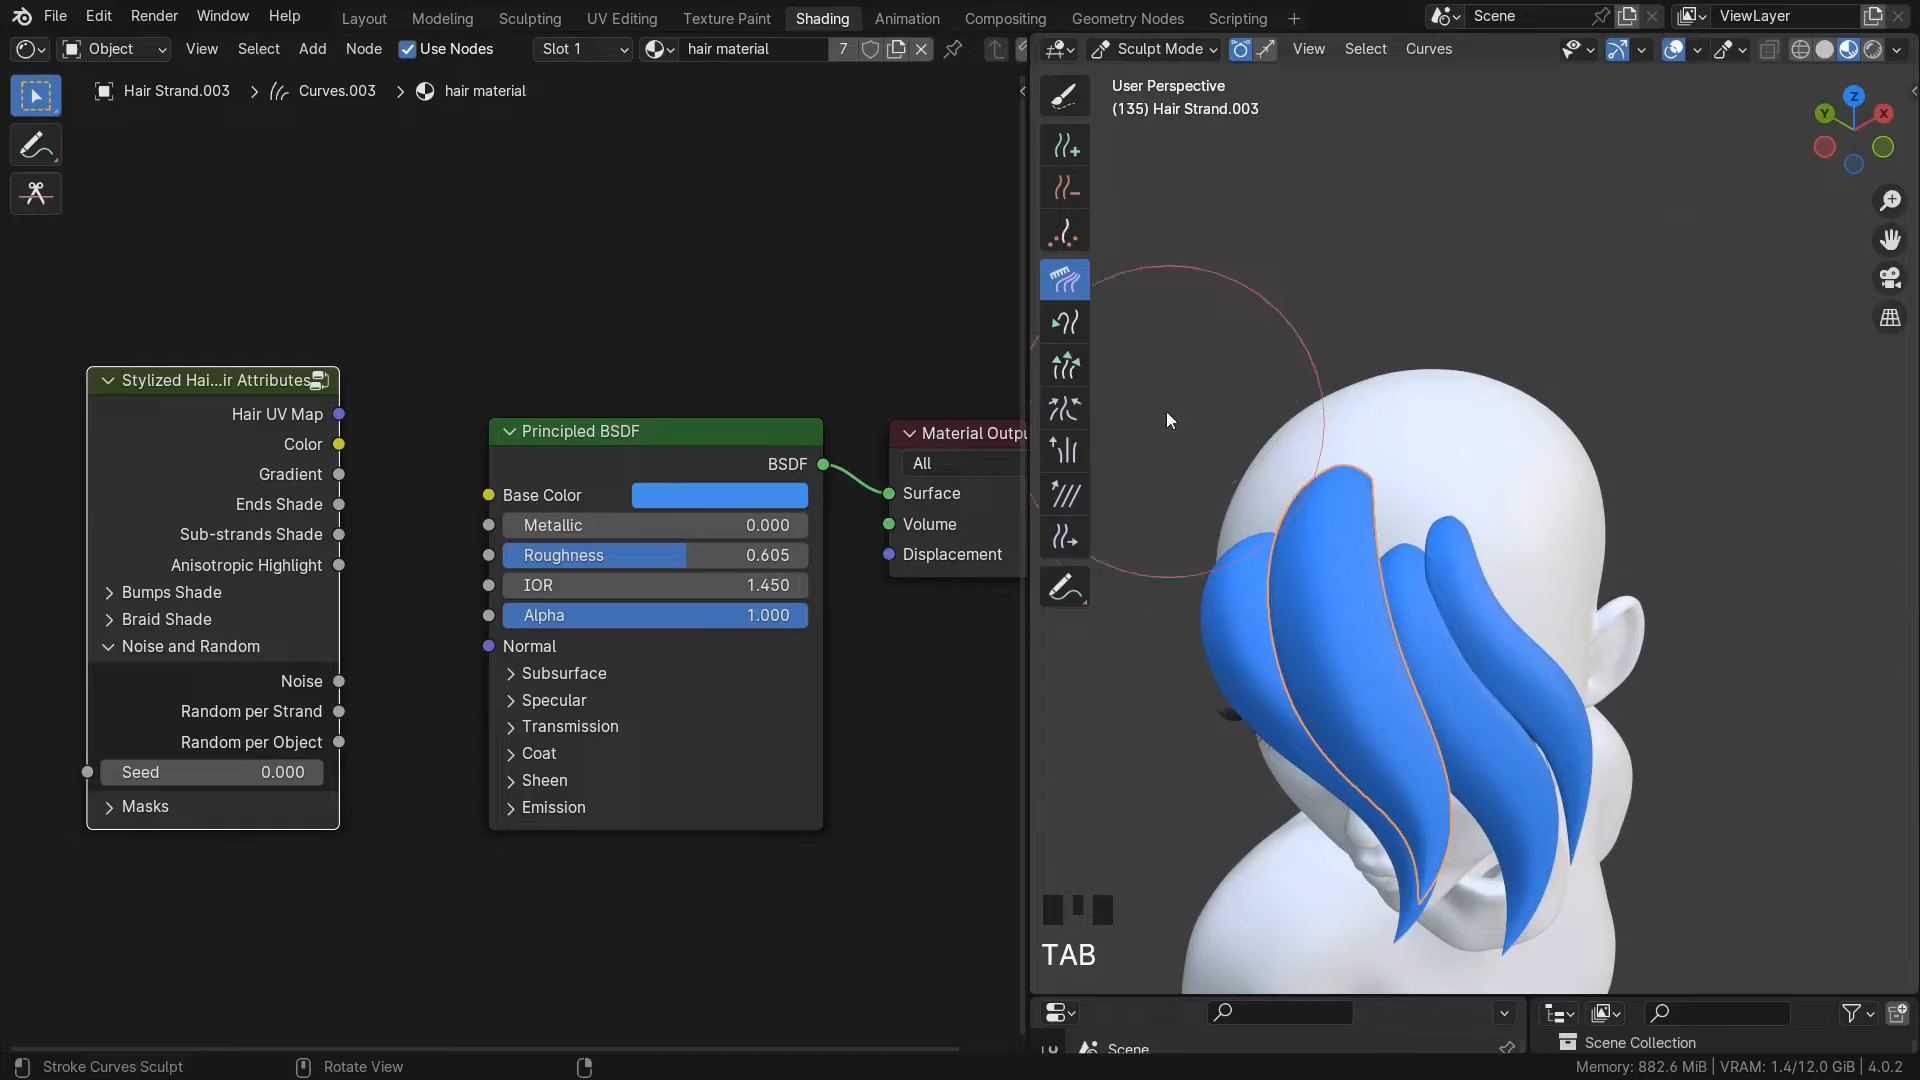 File Edit Render Window Help Layout Modeling Sculpting UV Editing Texture Paint Shading Animation Compositing Geometry Nodes Scripting + Scene ViewLayer
Object View Select Add Node Use Nodes Slot 1 hair material 7 Sculpt Mode View Select Curves
Hair Strand.003 > Curves.003 > hair material
User Perspective
(135) Hair Strand.003
Z
Y
X
Stylized Hai...ir Attributes
Hair UV Map
Color
Gradient
Ends Shade
Sub-strands Shade
Anisotropic Highlight
Bumps Shade
Braid Shade
Noise and Random
Noise
Random per Strand
Random per Object
Seed 0.000
Masks
Principled BSDF
BSDF
Base Color
Metallic 0.000
Roughness 0.605
IOR 1.450
Alpha 1.000
Normal
Subsurface
Specular
Transmission
Coat
Sheen
Emission
Material Outpu
All
Surface
Volume
Displacement
TAB
Scene
Scene Collection
Stroke Curves Sculpt Rotate View Memory: 882.6 MiB | VRAM: 1.4/12.0 GiB | 4.0.2